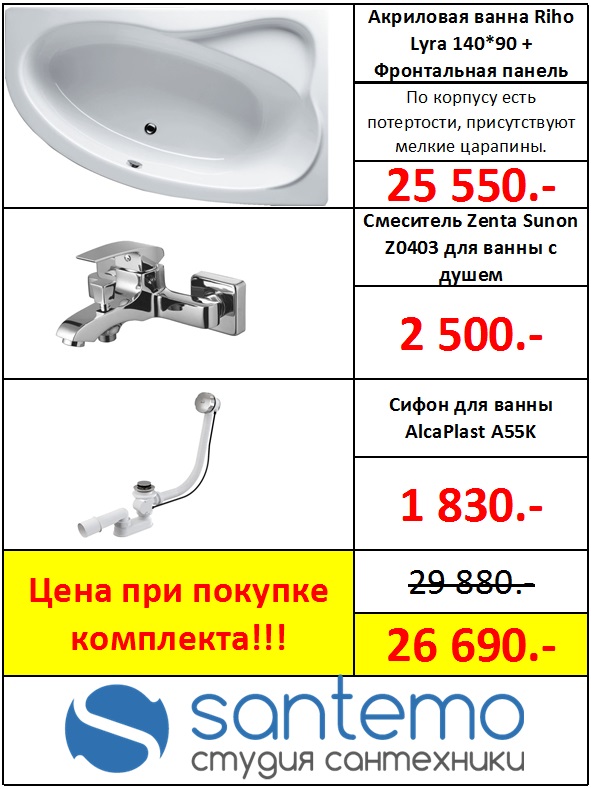 Акриловая ванна Riho
Lyra 140*90 +
Фронтальная панель
По корпусу есть
потертости, присутствуют
мелкие царапины.
25 550.-
Смеситель Zenta Sunon
Z0403 для ванны с
душем
2 500.-
Сифон для ванны
AlcaPlast A55K
1 830.-
Цена при покупке
комплекта!!!
29 880.-
26 690.-
santemo
студия сантехники